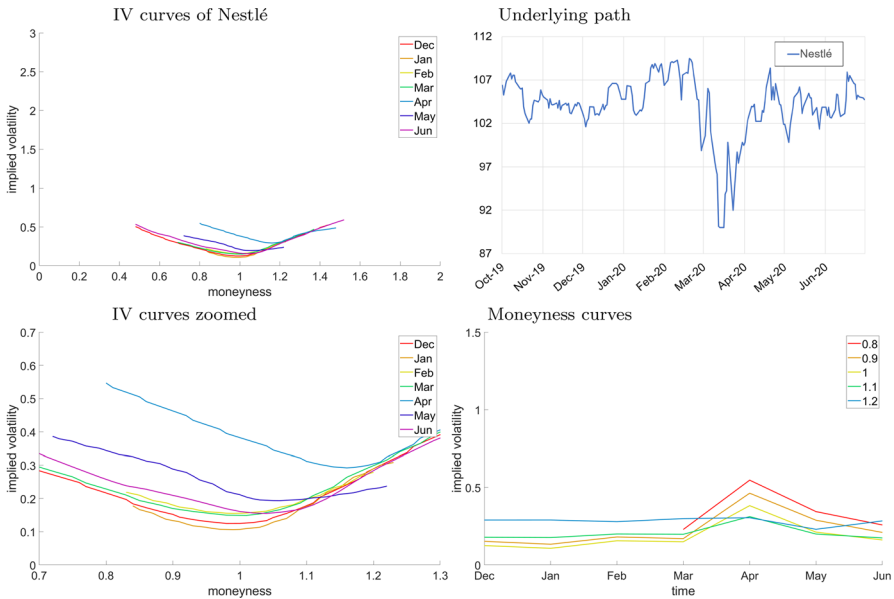 IV curves of Nestlé
3
2.5
2
1.5
1
0.5
0
implied volatility
0 0.2 0.4 0.6 0.8 1 1.2 1.4 1.6 1.8 2
moneyness
Dec
Jan
Feb
Mar
Apr
May
Jun
Underlying path
112
107
102
97
92
87
Nestlé
Oct-19 Nov-19 Dec-19 Jan-20 Feb-20 Mar-20 Apr-20 May-20 Jun-20
IV curves zoomed
0.7
0.6
0.5
0.4
0.3
0.2
0.1
0
implied volatility
0.7 0.8 0.9 1 1.1 1.2 1.3
moneyness
Dec
Jan
Feb
Mar
Apr
May
Jun
Moneyness curves
1.5
1
0.5
0
implied volatility
Dec Jan Feb Mar Apr May Jun
time
0.8
0.9
1
1.1
1.2